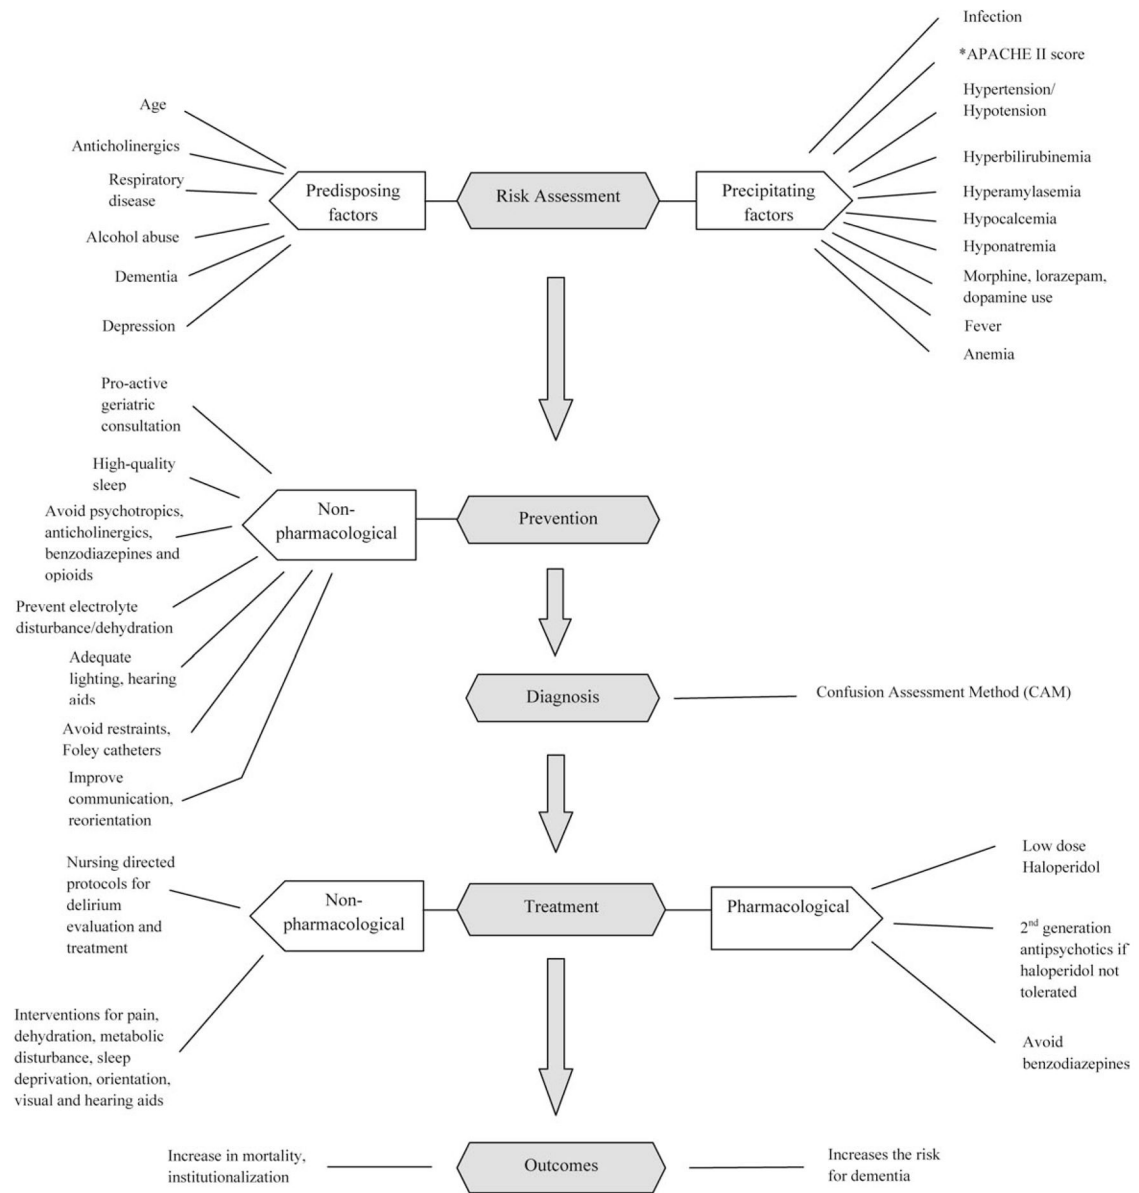 Infection
*APACHE II score
Hypertension/
Hypotension
Hyperbilirubinemia
Hyperamylasemia
Hypocalcemia
Hyponatremia
Morphine, lorazepam,
dopamine use
Fever
Anemia
Age
Anticholinergics
Respiratory
disease
Alcohol abuse
Dementia
Depression
Predisposing
factors
Risk Assessment
Precipitating
factors
Pro-active
geriatric
consultation
High-quality
sleep
Avoid psychotropics,
anticholinergics,
benzodiazepines and
opioids
Prevent electrolyte
disturbance/dehydration
Adequate
lighting, hearing
aids
Avoid restraints,
Foley catheters
Improve
communication,
reorientation
Non-
pharmacological
Prevention
Diagnosis
Confusion Assessment Method (CAM)
Nursing directed
protocols for
delirium
evaluation and
treatment
Interventions for pain,
dehydration, metabolic
disturbance, sleep
deprivation, orientation,
visual and hearing aids
Non-
pharmacological
Treatment
Pharmacological
Low dose
Haloperidol
2nd generation
antipsychotics if
haloperidol not
tolerated
Avoid
benzodiazepines
Increase in mortality,
institutionalization
Outcomes
Increases the risk
for dementia